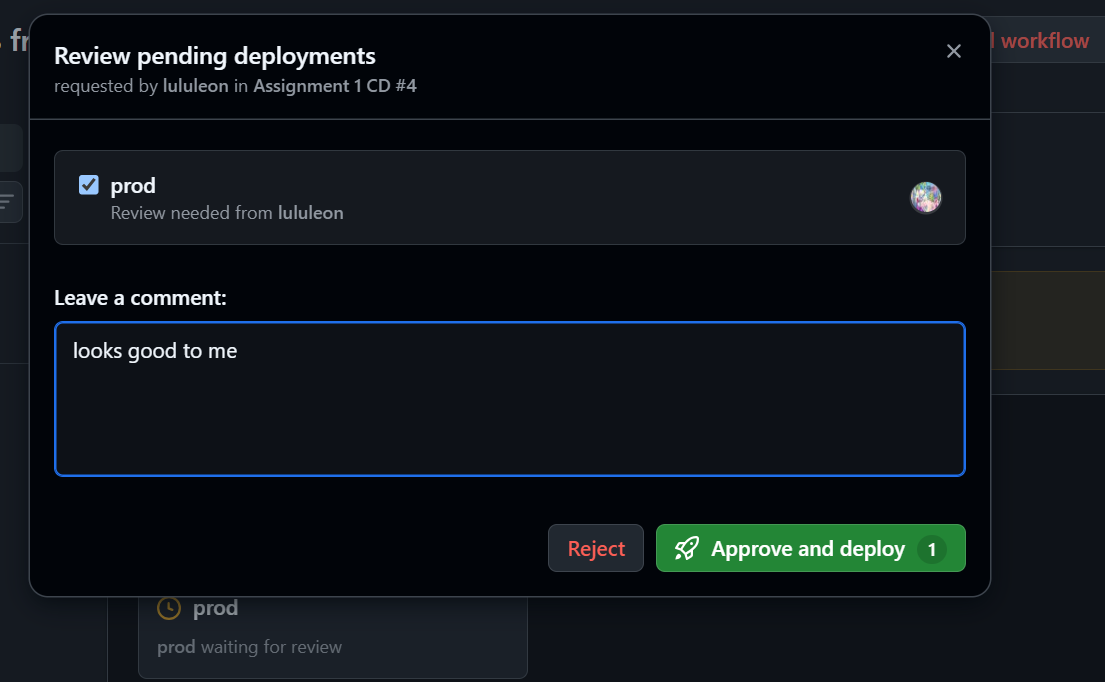 Review pending deployments
requested by lululeon in Assignment 1 CD #4
workflow
prod
Review needed from lululeon
Leave a comment:
looks good to me
Reject
Approve and deploy 1
prod
prod waiting for review